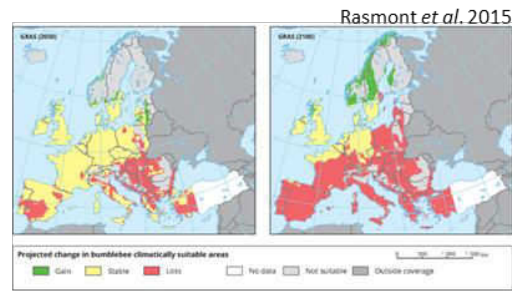 Rasmont et al. 2015
GRAS (2050)
GRAS (2100)
Projected change in bumblebee climatically suitable areas
Gain
Stable
Loss
No data
Not suitable
Outside coverage